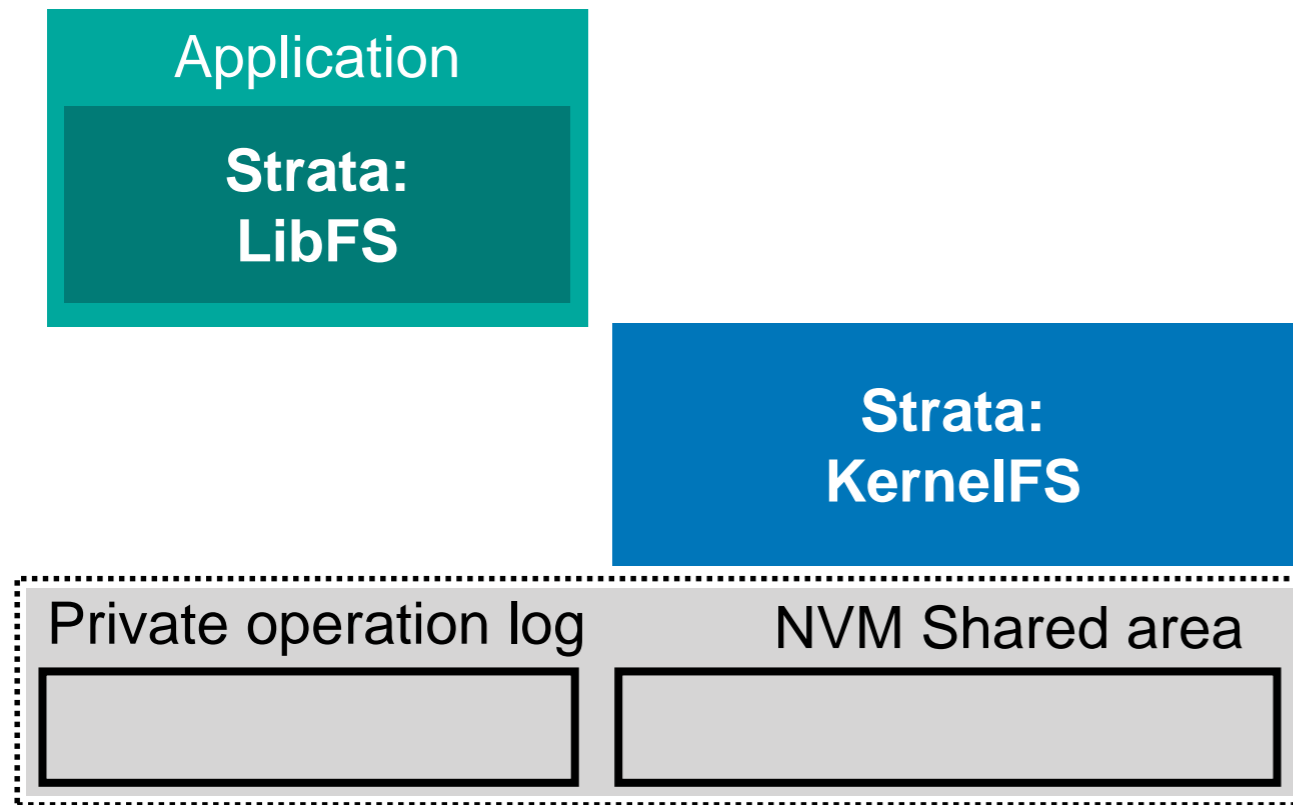 Application
Strata:
LibFS
Strata:
KernelFS
Private operation log
NVM Shared area